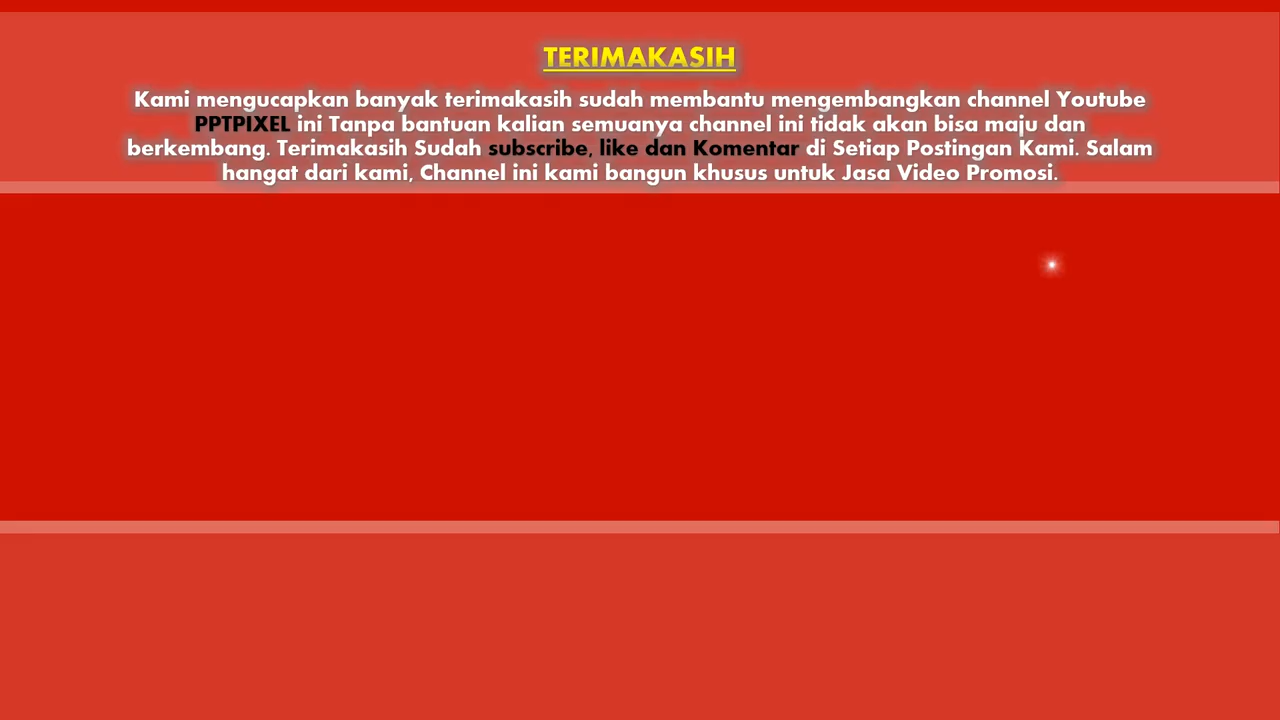 TERIMAKASIH
Kami mengucapkan banyak terimakasih sudah membantu mengembangkan channel Youtube
PPTPIXEL ini Tanpa bantuan kalian semuanya channel ini tidak akan bisa maju dan
berkembang. Terimakasih Sudah subscribe, like dan Komentar di Setiap Postingan Kami. Salam
hangat dari kami, Channel ini kami bangun khusus untuk Jasa Video Promosi.